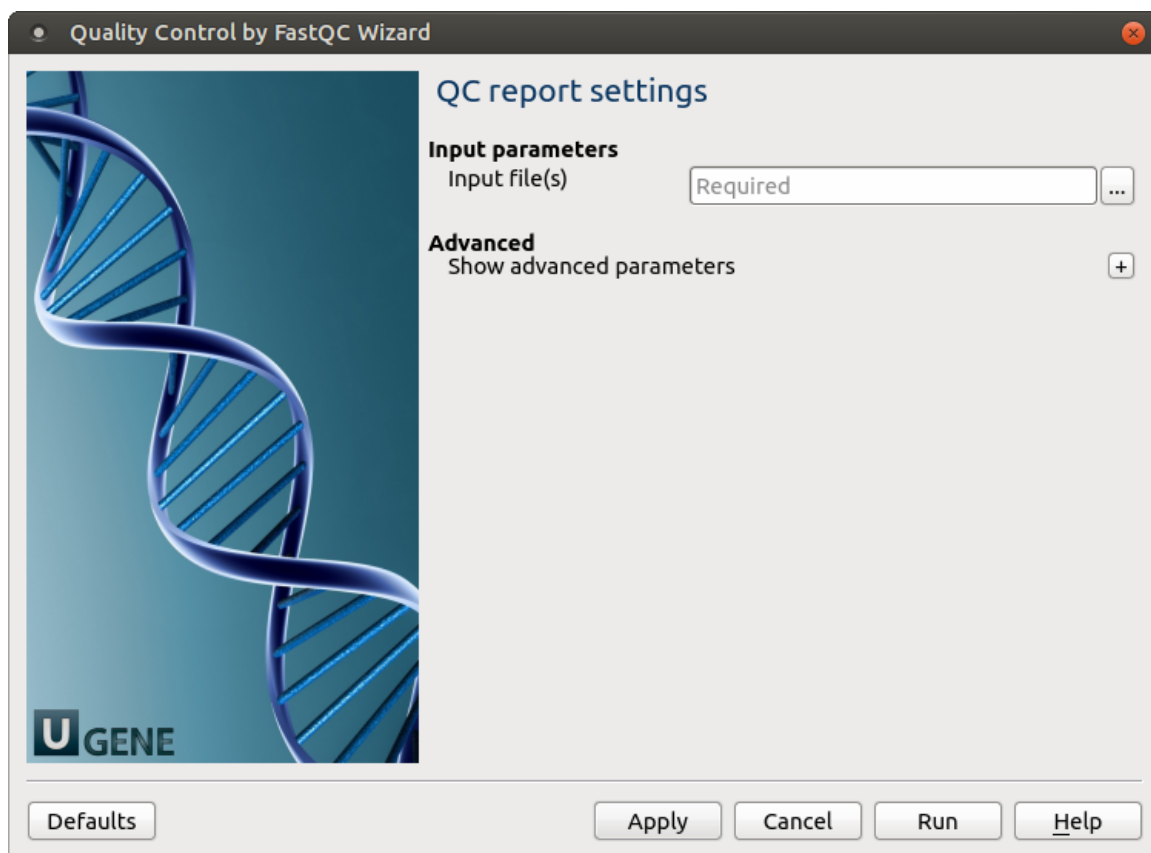 Quality Control by FastQC Wizard
QC report settings
Input parameters
Input file(s) Required ...
Advanced
Show advanced parameters +
U GENE
Defaults Apply Cancel Run Help